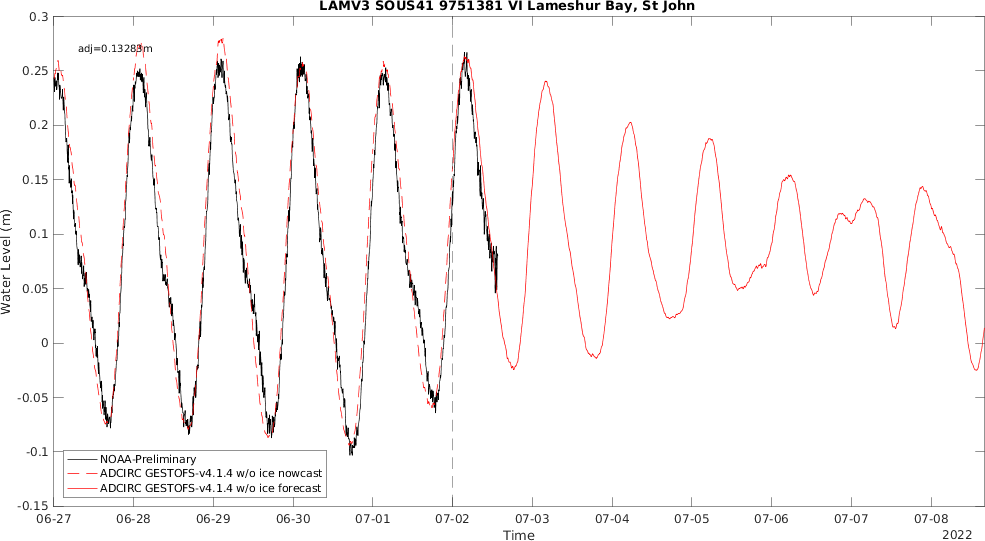 LAMV3 SOUS41 9751381 VI Lameshur Bay, St John
adj=0.13283m
0.3
0.25
0.2
0.15
0.1
0.05
0
-0.05
-0.1
-0.15
Water Level (m)
NOAA-Preliminary
ADCIRC GESTOFS-v4.1.4 w/o ice nowcast
ADCIRC GESTOFS-v4.1.4 w/o ice forecast
06-27 06-28 06-29 06-30 07-01 07-02 07-03 07-04 07-05 07-06 07-07 07-08
Time
2022